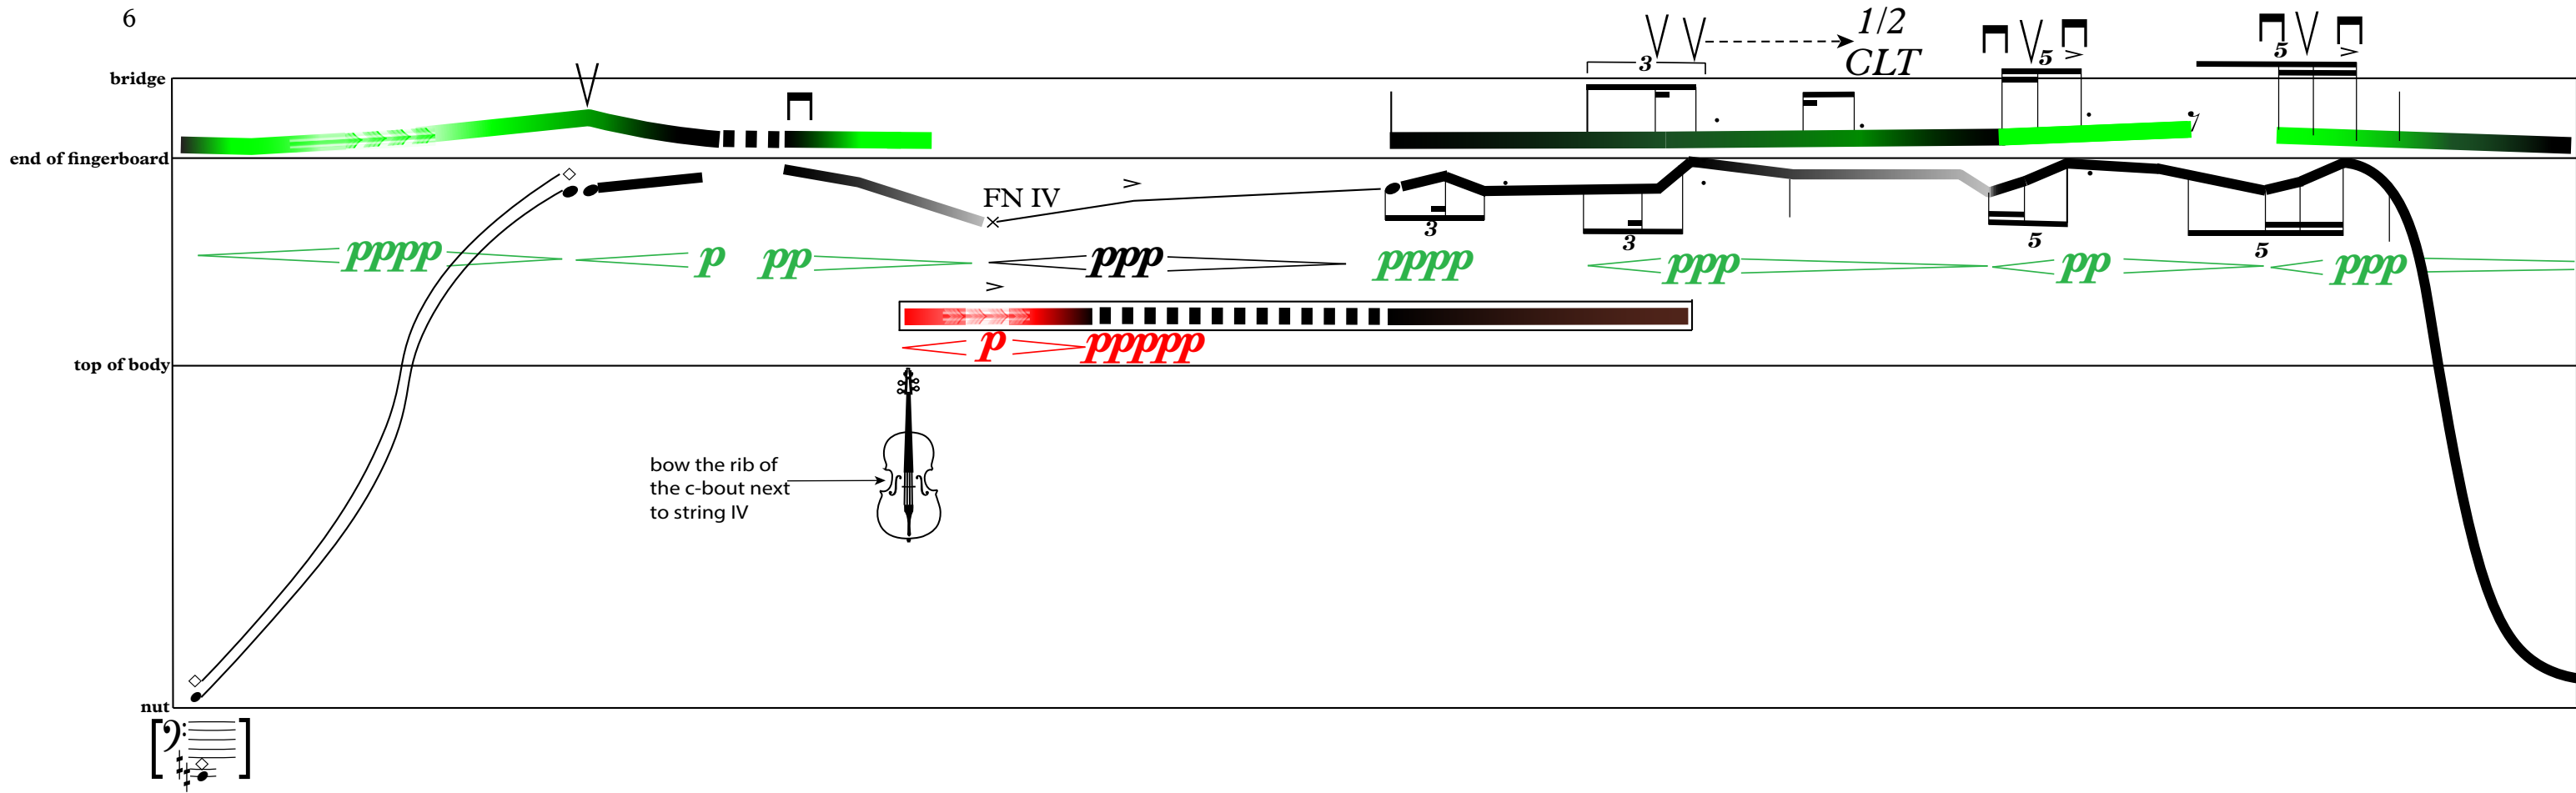 6
1/2
CLT
3
5
5
bridge
end of fingerboard
FN IV
3
3
5
5
pppp
p
pp
ppp
pppp
ppp
pp
ppp
p
ppppp
top of body
bow the rib of
the c-bout next
to string IV
nut